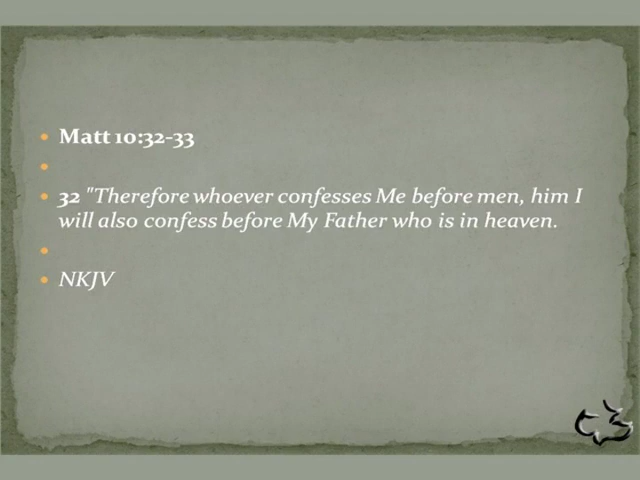 Matt 10:32-33
32 "Therefore whoever confesses Me before men, him I
will also confess before My Father who is in heaven.
NKJV